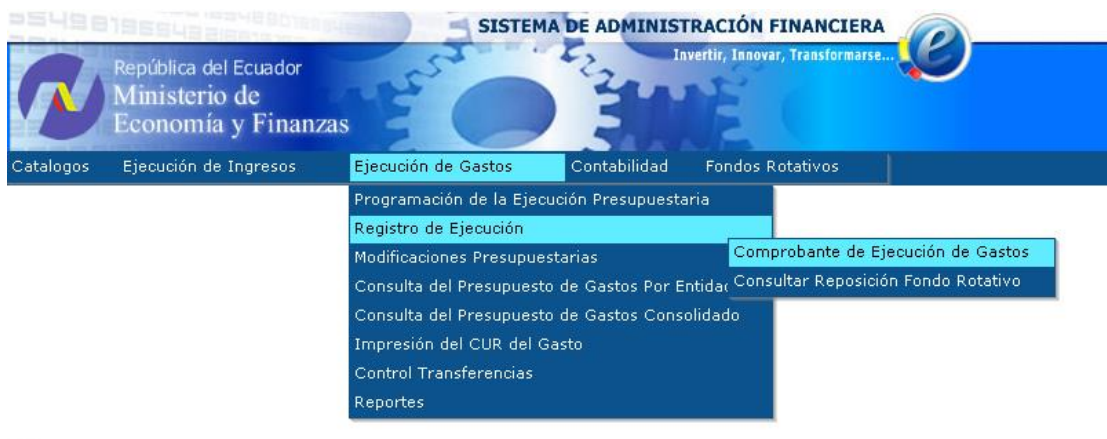 SISTEMA DE ADMINISTRACIÓN FINANCIERA
Invertir, Innovar, Transformarse...
e
República del Ecuador
Ministerio de
Economía y Finanzas
Catalogos Ejecución de Ingresos Ejecución de Gastos Contabilidad Fondos Rotativos
Programación de la Ejecución Presupuestaria
Registro de Ejecución
Comprobante de Ejecución de Gastos
Modificaciones Presupuestarias
Consultar Reposición Fondo Rotativo
Consulta del Presupuesto de Gastos Por Entidad
Consulta del Presupuesto de Gastos Consolidado
Impresión del CUR del Gasto
Control Transferencias
Reportes